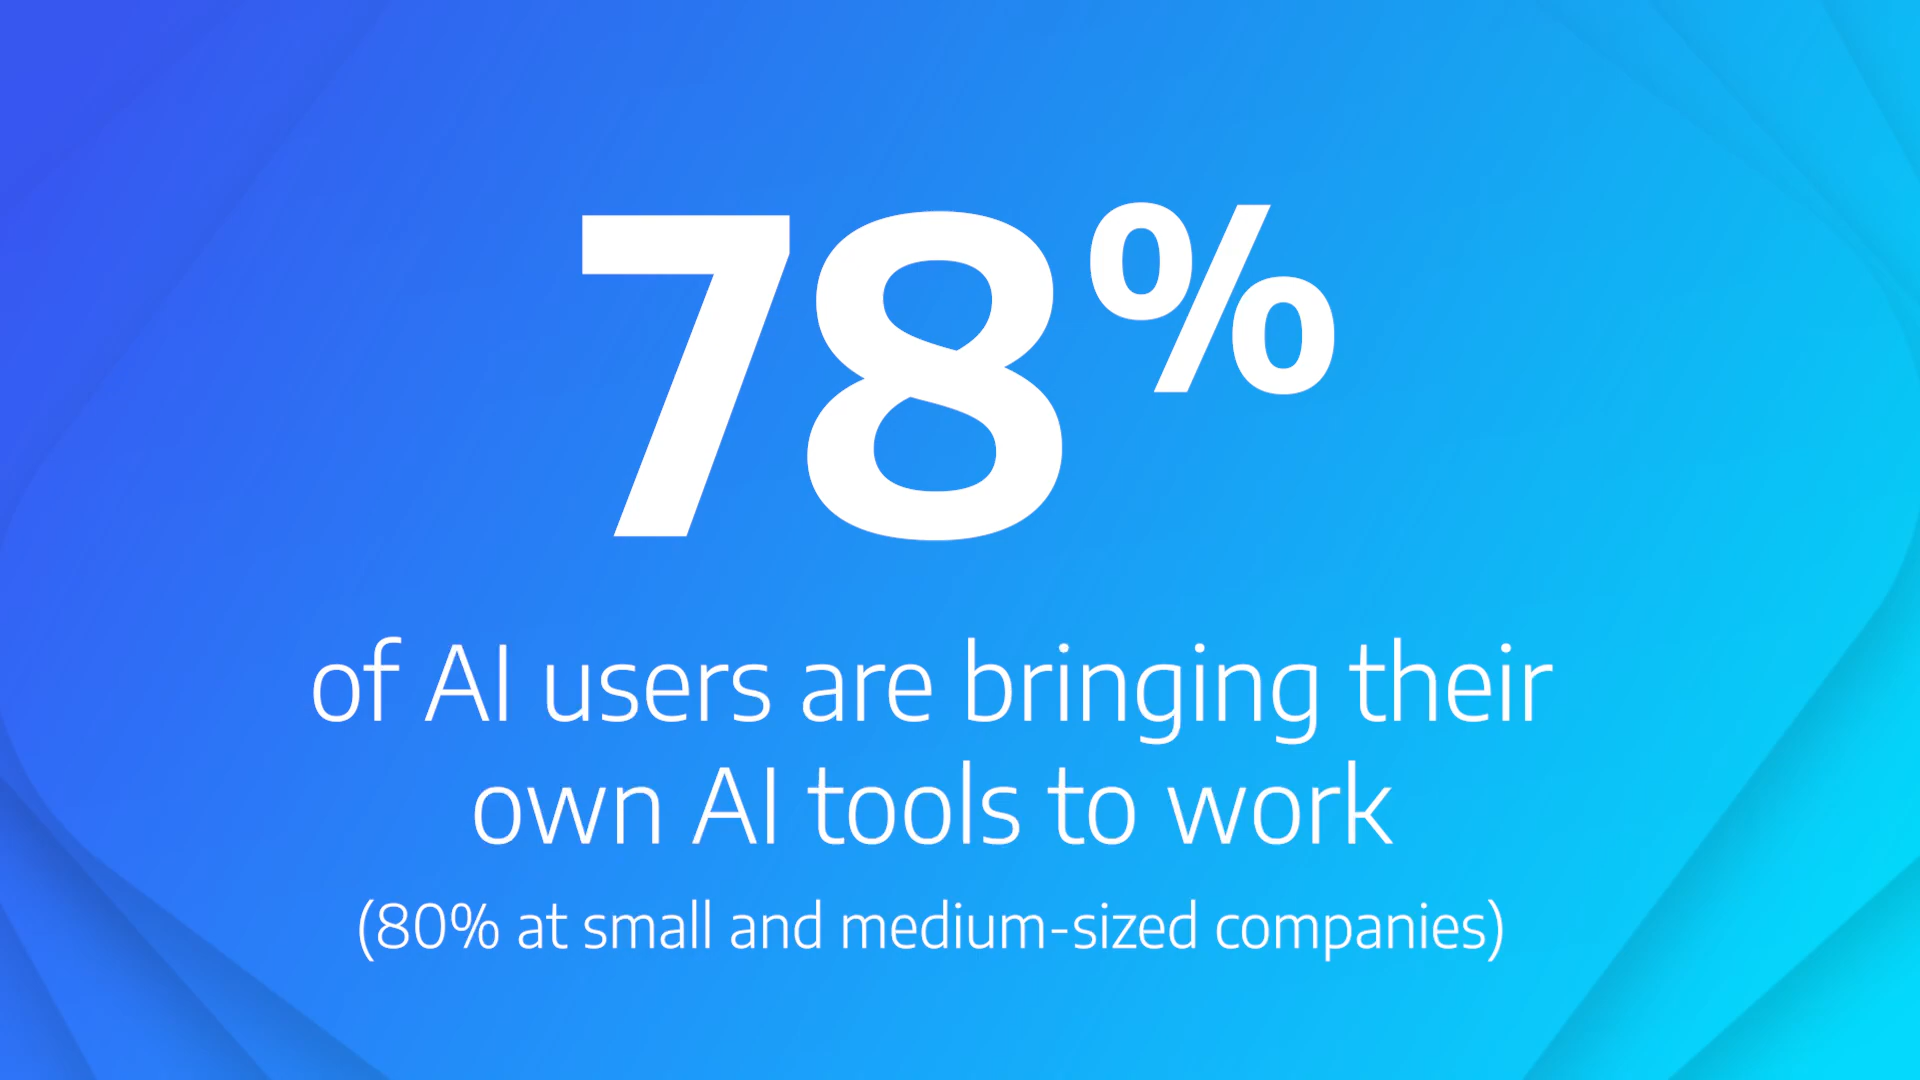 78%
of AI users are bringing their
own AI tools to work
(80% at small and medium-sized companies)